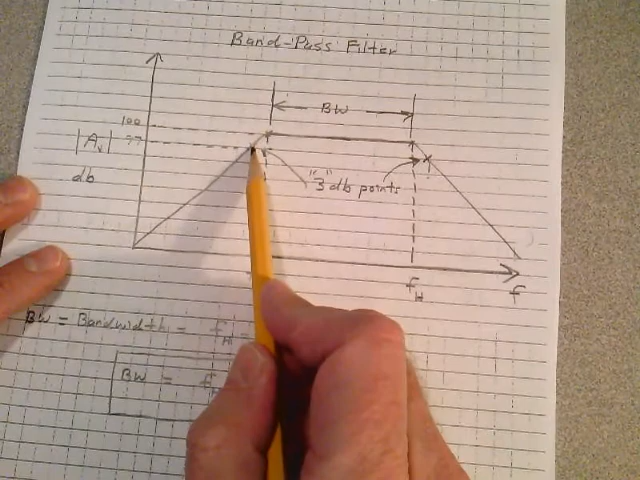 Band-Pass Filter
BW
100
|Av| 97
db
"3 db points"
fH f
BW = Bandwidth = fH -
BW = f